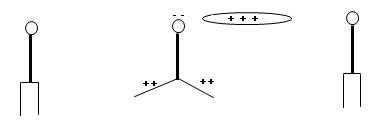 - -
+ + +
++ ++